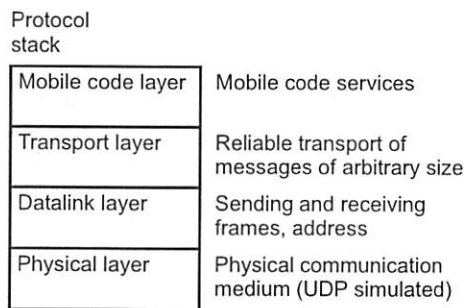 Protocol
stack
Mobile code layer Mobile code services
Transport layer Reliable transport of
messages of arbitrary size
Datalink layer Sending and receiving
frames, address
Physical layer Physical communication
medium (UDP simulated)